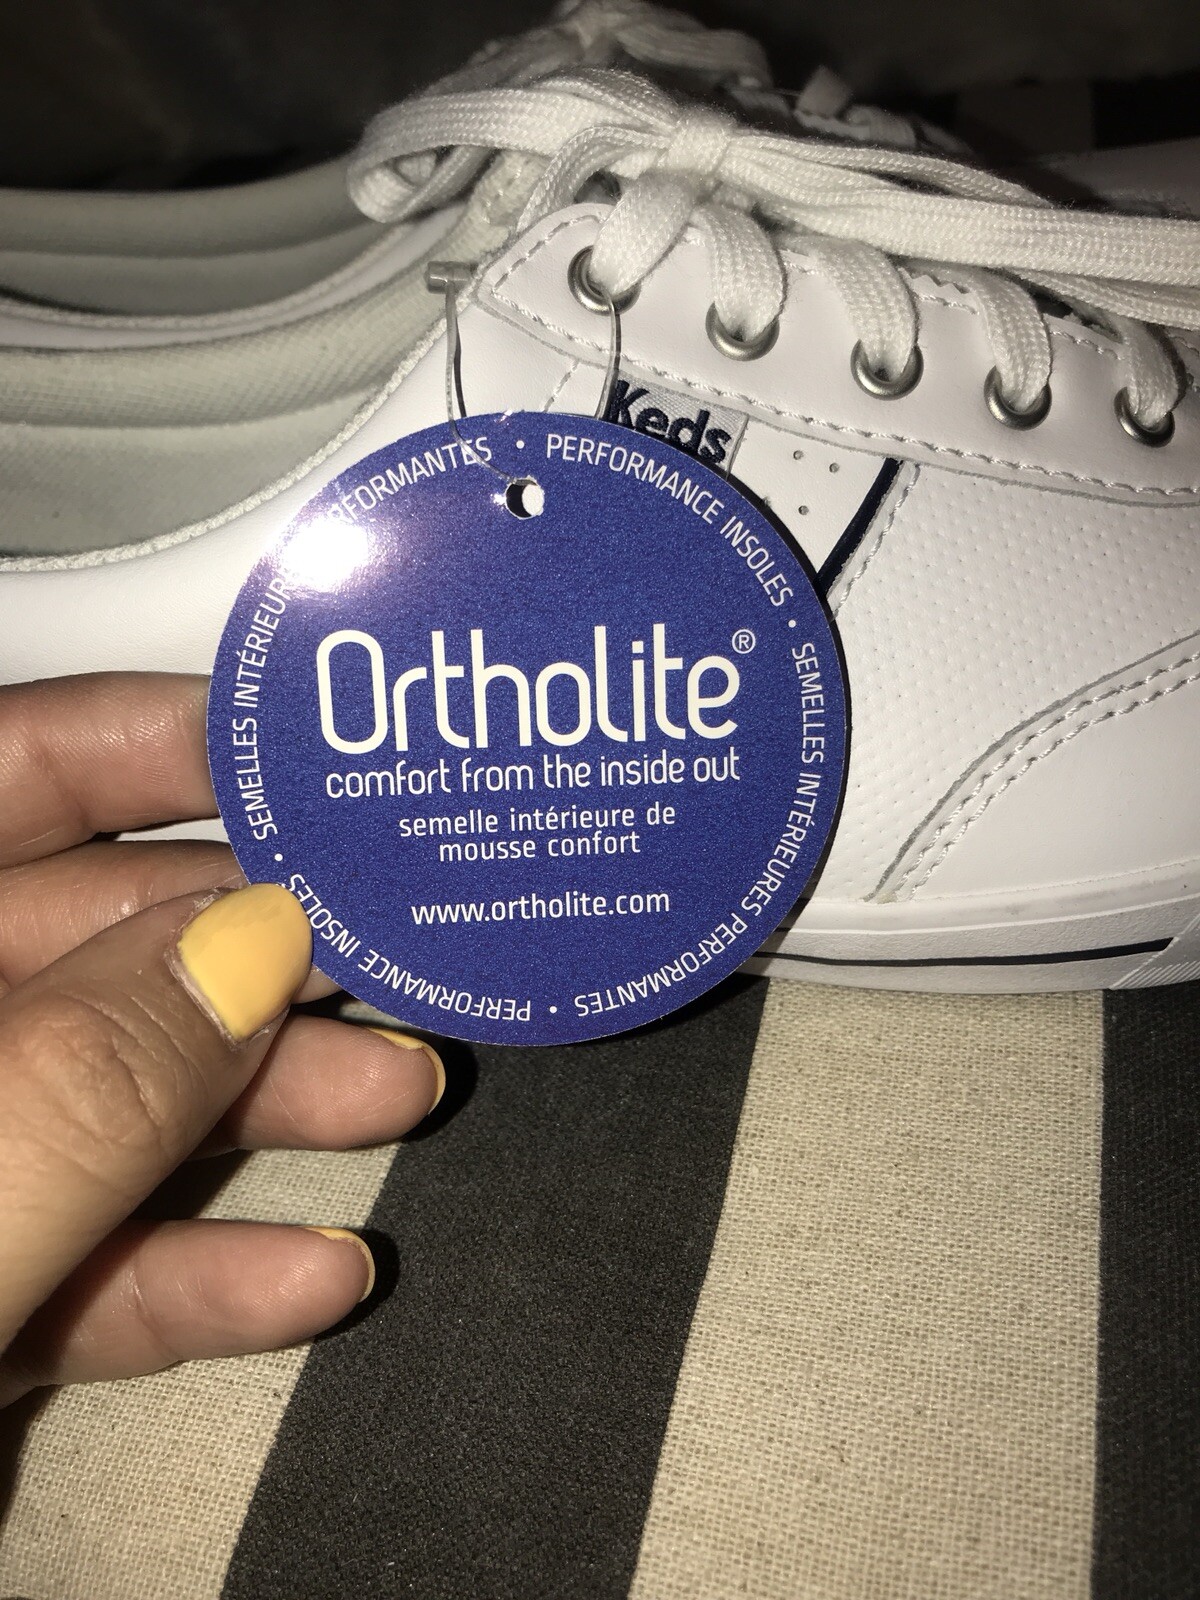 Keds
PERFORMANCE INSOLES • SEMELLES INTÉRIEURES PERFORMANTES • PERFORMANCE INSOLES • SEMELLES INTÉRIEURES PERFORMANTES •
Ortholite®
comfort from the inside out
semelle intérieure de
mousse confort
www.ortholite.com